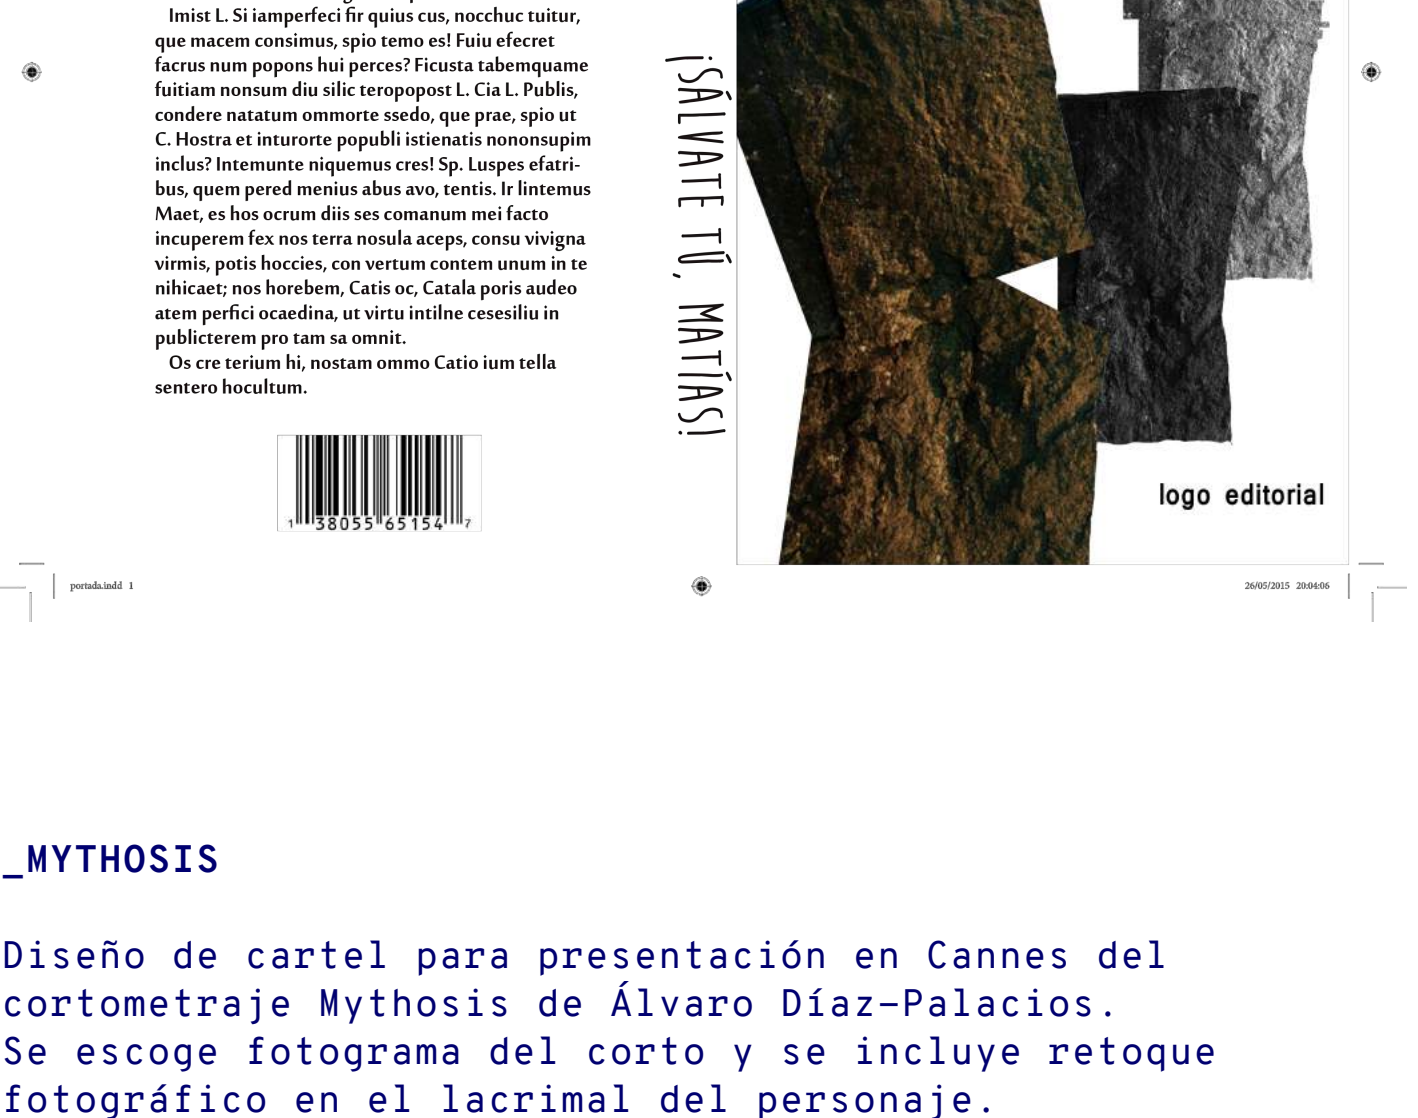 Imist L. Si iamperfeci fir quius cus, nocchuc tuitur,
que macem consimus, spio temo es! Fuiu efecret
facrus num popons hui perces? Ficusta tabemquame
fuitiam nonsum diu silic teropopost L. Cia L. Publis,
condere natatum ommorte ssedo, que prae, spio ut
C. Hostra et inturorte popubli istienatis nononsupim
inclus? Intemunte niquemus cres! Sp. Luspes efatri-
bus, quem pered menius abus avo, tentis. Ir lintemus
Maet, es hos ocrum diis ses comanum mei facto
incuperem fex nos terra nosula aceps, consu vivigna
virmis, potis hoccies, con vertum contem unum in te
nihicaet; nos horebem, Catis oc, Catala poris audeo
atem perfici ocaedina, ut virtu intilne cesesiliu in
publicterem pro tam sa omnit.
Os cre terium hi, nostam ommo Catio ium tella
sentero hocultum.
1 38055 65154 7
¡SÁLVATE TÚ, MATÍAS!
logo editorial
portada.indd 1
26/05/2015 20:04:06
_MYTHOSIS
Diseño de cartel para presentación en Cannes del
cortometraje Mythosis de Álvaro Díaz-Palacios.
Se escoge fotograma del corto y se incluye retoque
fotográfico en el lacrimal del personaje.